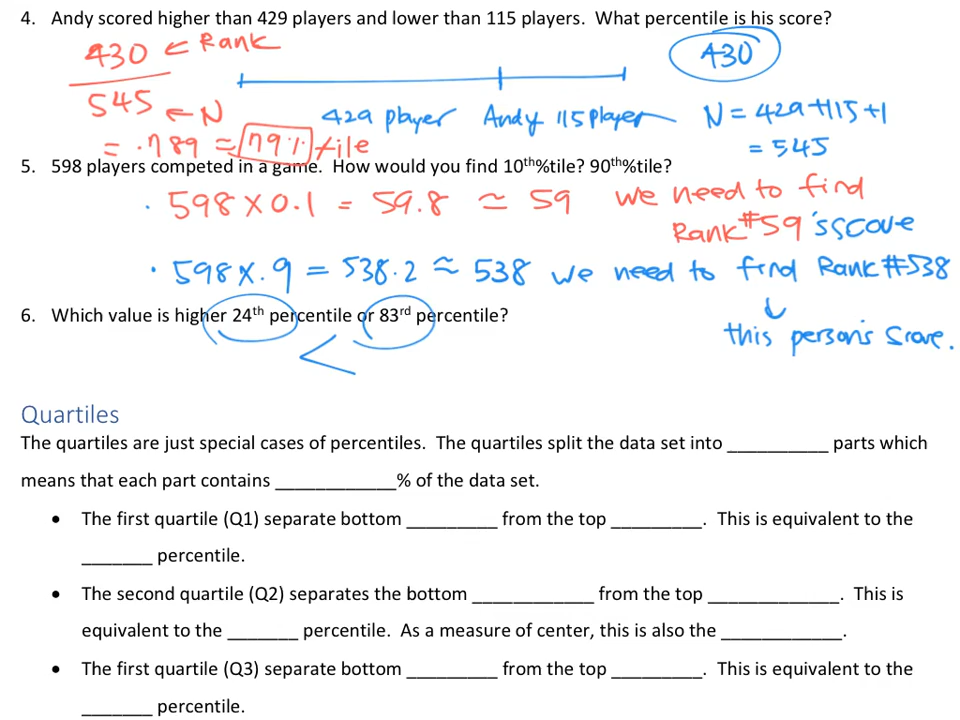 4. Andy scored higher than 429 players and lower than 115 players. What percentile is his score?
430 ← Rank
430
545 ← N
429 player Andy 115 player N = 429+115+1
= .789 ≈ 79% tile
= 545
5. 598 players competed in a game. How would you find 10th%tile? 90th%tile?
· 598 × 0.1 = 59.8 ≈ 59 we need to find
Rank #59's score
· 598 × .9 = 538.2 ≈ 538 we need to find Rank #538
↓
this person's score.
6. Which value is higher 24th percentile or 83rd percentile?
<
Quartiles
The quartiles are just special cases of percentiles. The quartiles split the data set into __________ parts which
means that each part contains ____________% of the data set.
• The first quartile (Q1) separate bottom _________ from the top _________. This is equivalent to the
_______ percentile.
• The second quartile (Q2) separates the bottom ____________ from the top _____________. This is
equivalent to the _______ percentile. As a measure of center, this is also the ____________.
• The first quartile (Q3) separate bottom _________ from the top _________. This is equivalent to the
_______ percentile.